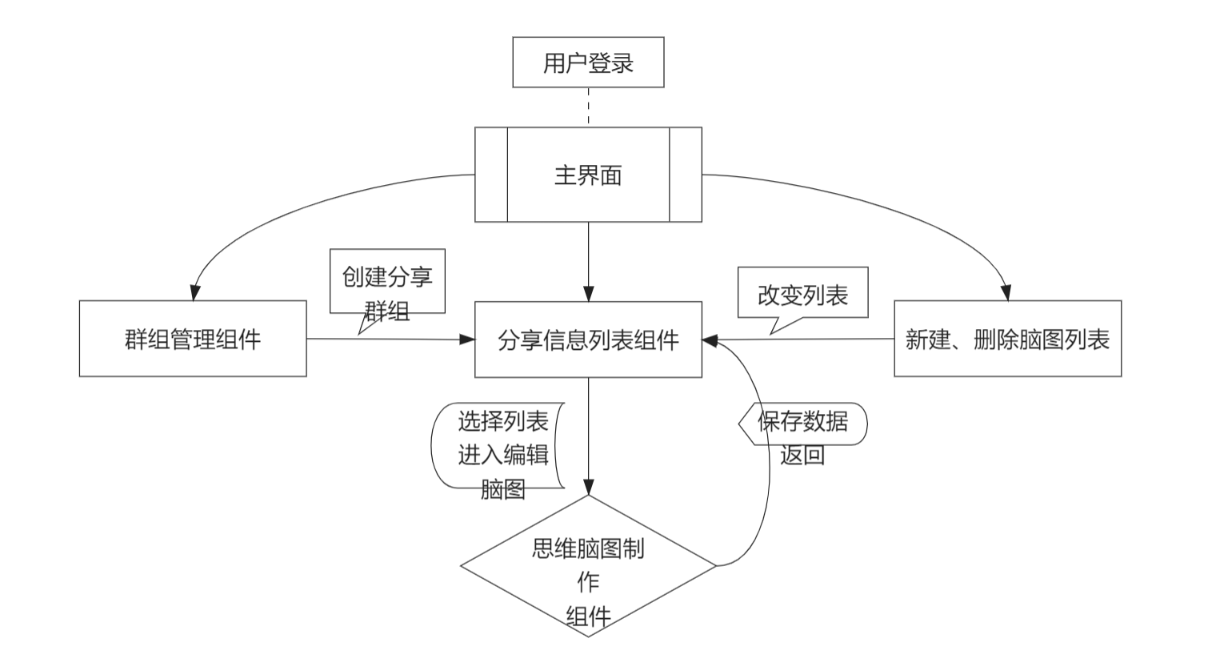 用户登录
主界面
创建分享
群组
改变列表
群组管理组件
分享信息列表组件
新建、删除脑图列表
选择列表
进入编辑
脑图
保存数据
返回
思维脑图制
作
组件